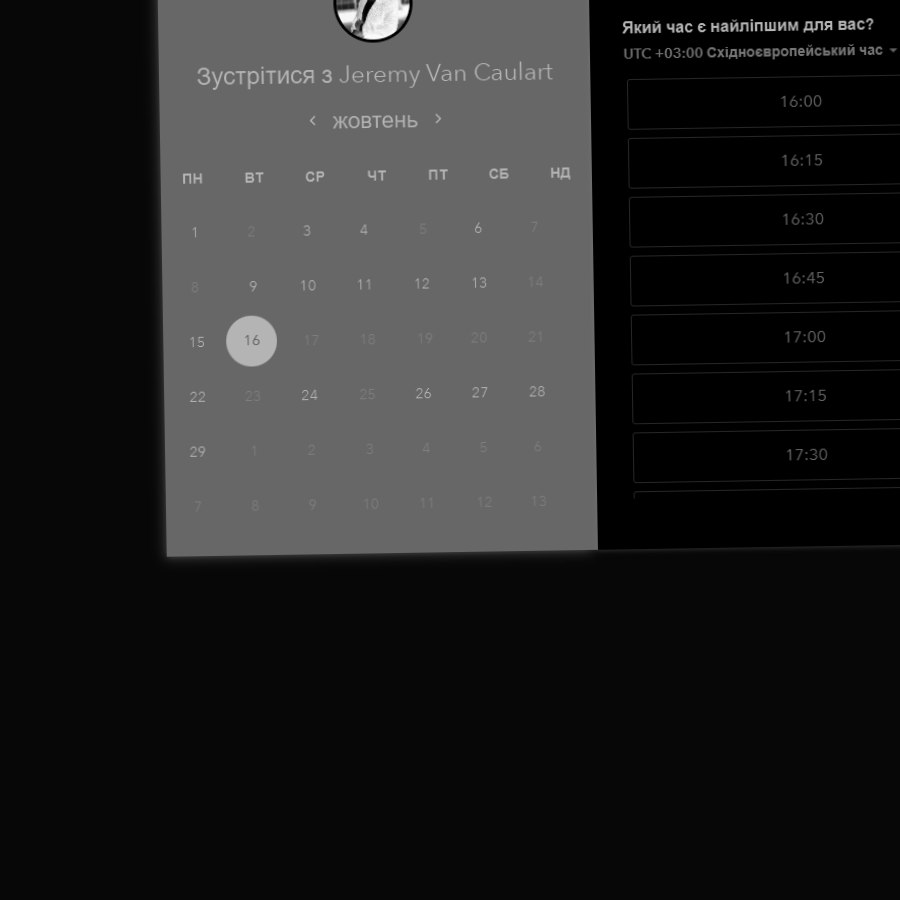 Зустрітися з Jeremy Van Caulart
жовтень
ПН ВТ СР ЧТ ПТ СБ НД
1 2 3 4 5 6 7
8 9 10 11 12 13 14
15 16 17 18 19 20 21
22 23 24 25 26 27 28
29 1 2 3 4 5 6
7 8 9 10 11 12 13
Який час є найліпшим для вас?
UTC +03:00 Східноєвропейський час
16:00
16:15
16:30
16:45
17:00
17:15
17:30